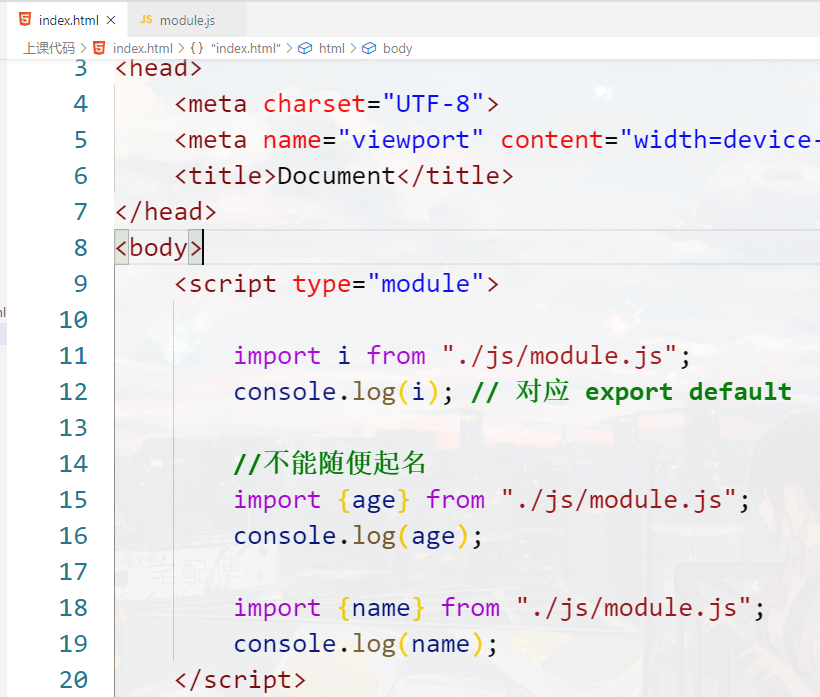 index.html ×
JS module.js
上课代码 > index.html > {} "index.html" > html > body
3 <head>
4 <meta charset="UTF-8">
5 <meta name="viewport" content="width=device-
6 <title>Document</title>
7 </head>
8 <body>
9 <script type="module">
10
11 import i from "./js/module.js";
12 console.log(i); // 对应 export default
13
14 //不能随便起名
15 import {age} from "./js/module.js";
16 console.log(age);
17
18 import {name} from "./js/module.js";
19 console.log(name);
20 </script>